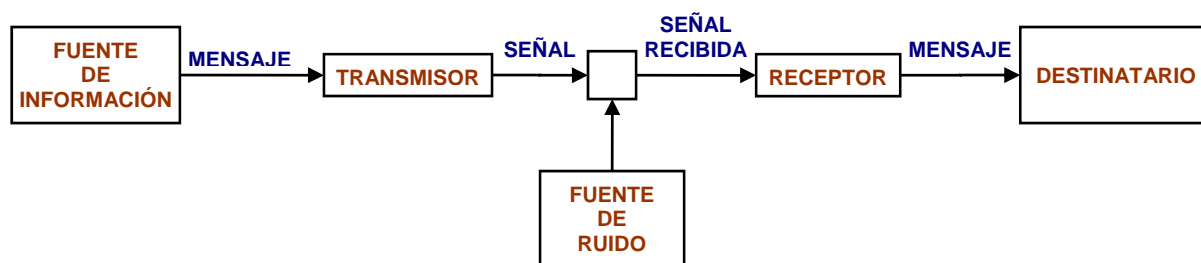 FUENTE
DE
INFORMACIÓN
MENSAJE
TRANSMISOR
SEÑAL
SEÑAL
RECIBIDA
RECEPTOR
MENSAJE
DESTINATARIO
FUENTE
DE
RUIDO